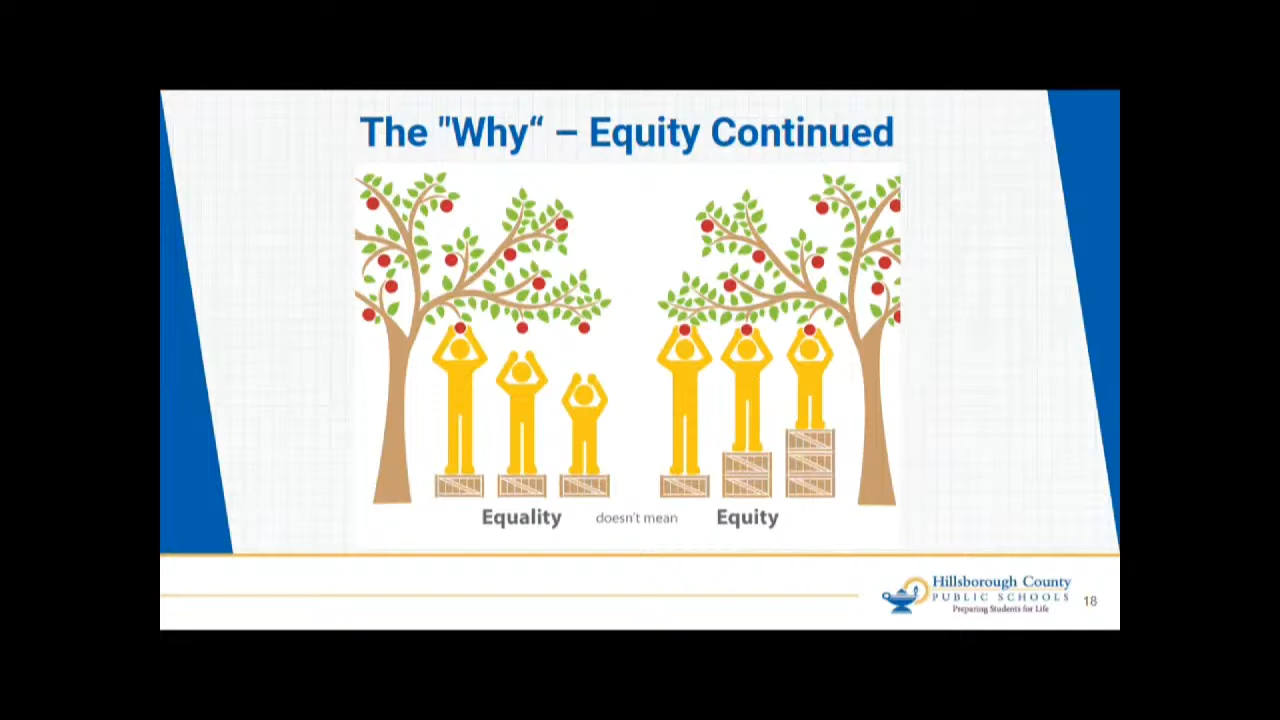 The "Why“ – Equity Continued
Equality doesn't mean Equity
Hillsborough County
PUBLIC SCHOOLS
Preparing Students for Life
18